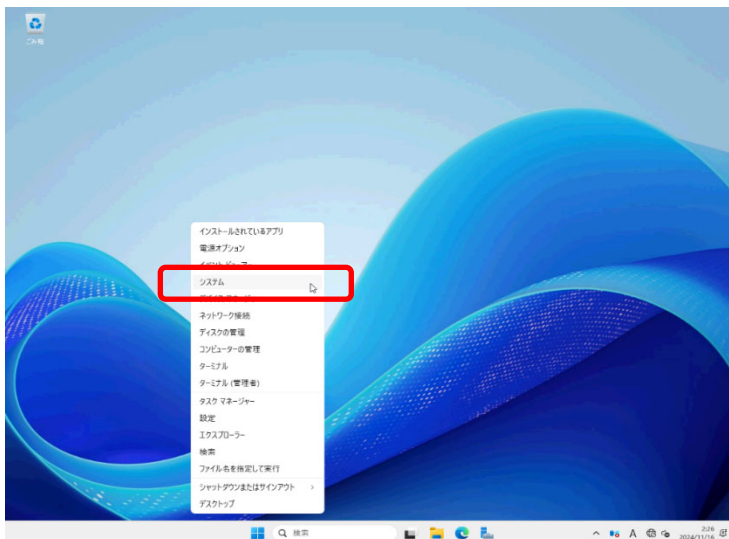 ごみ箱
インストールされているアプリ
電源オプション
システム
ネットワーク接続
ディスクの管理
コンピューターの管理
ターミナル
ターミナル (管理者)
タスク マネージャー
設定
エクスプローラー
検索
ファイル名を指定して実行
シャットダウンまたはサインアウト
デスクトップ
検索
A
2:26
2024/11/16